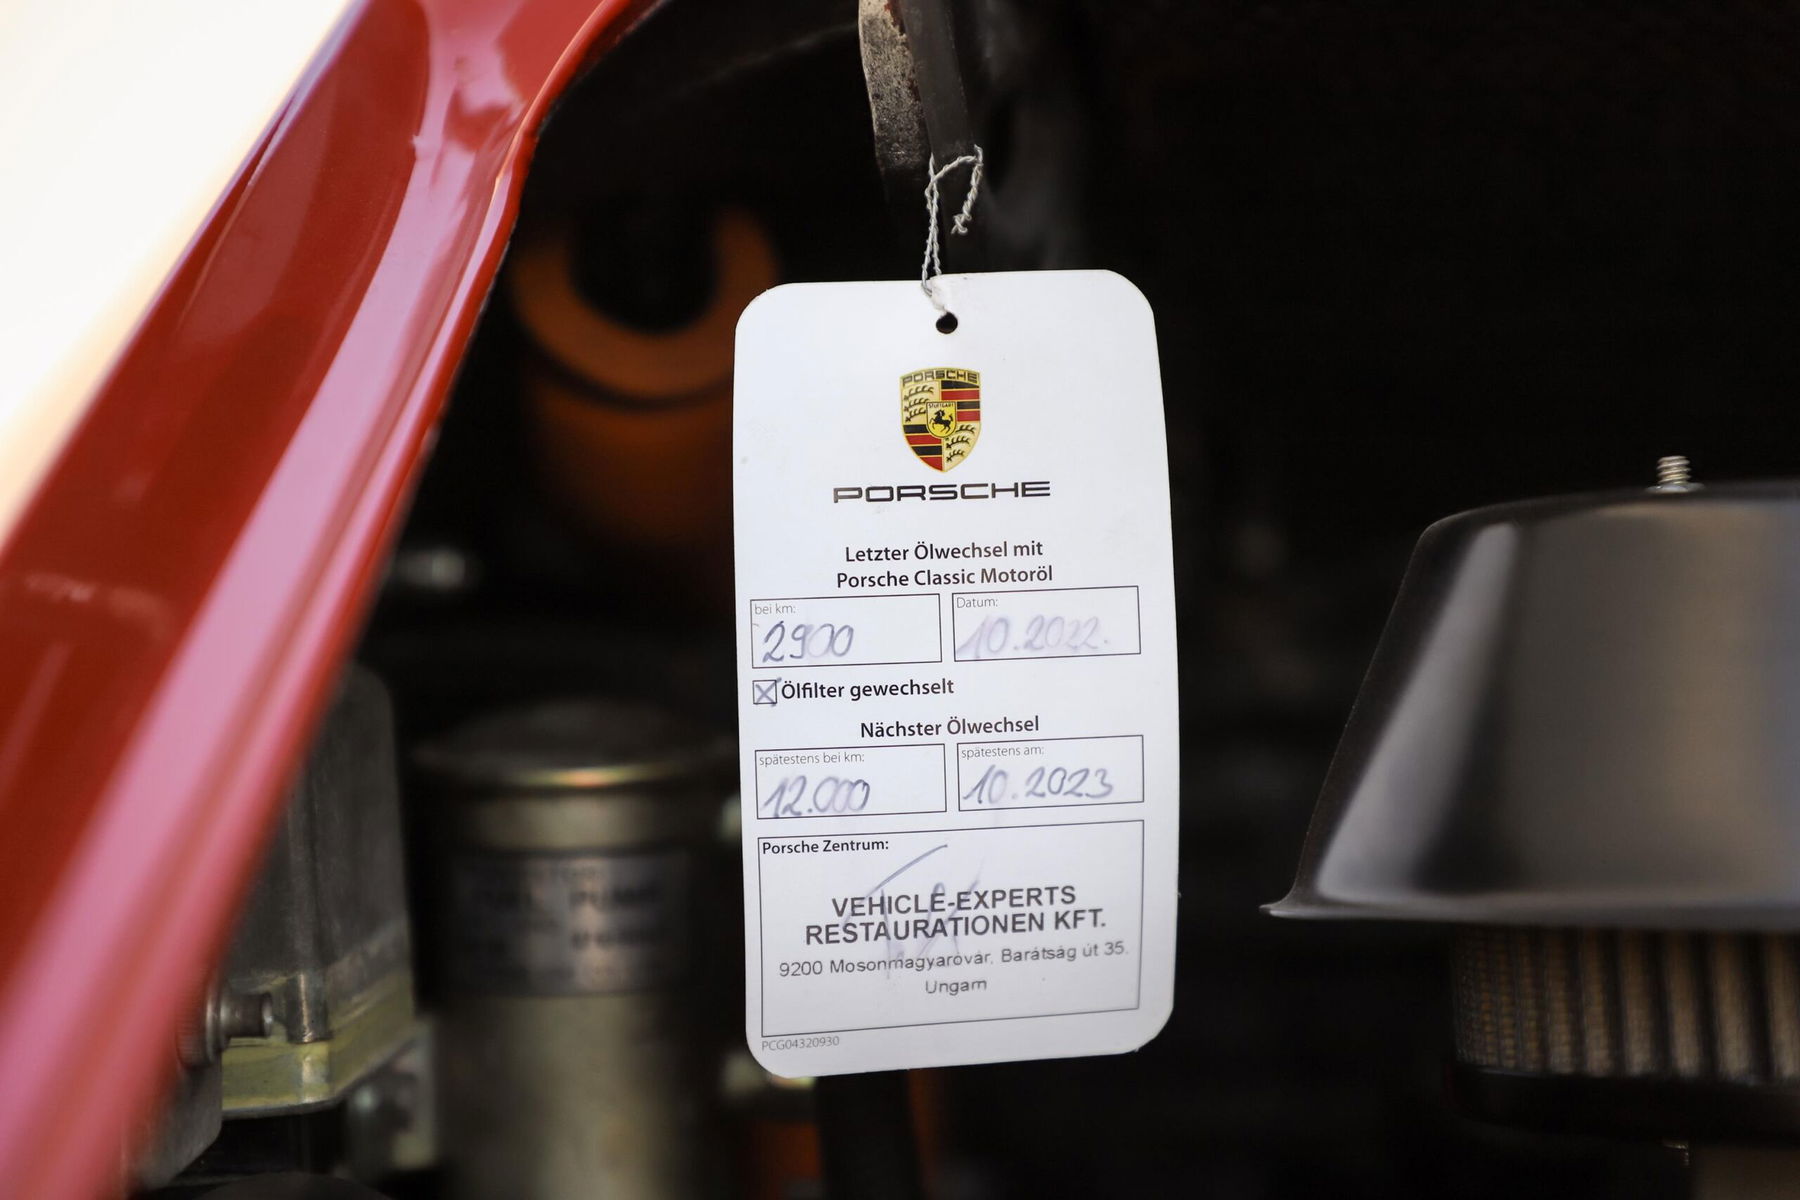 PORSCHE
STUTTGART
PORSCHE
Letzter Ölwechsel mit
Porsche Classic Motoröl
bei km:
2900
Datum:
10.2022.
Ölfilter gewechselt
Nächster Ölwechsel
spätestens bei km:
12.000
spätestens am:
10.2023
Porsche Zentrum:
VEHICLE-EXPERTS
RESTAURATIONEN KFT.
9200 Mosonmagyaróvár, Barátság út 35.
Ungarn
PCG04320930